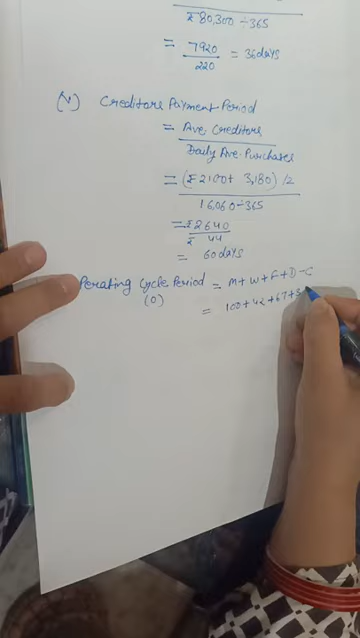 ₹ 80,300 ÷ 365
= 7920 / 220 = 36 days
(V) Creditors Payment Period
= Ave. Creditors
Daily Ave. Purchases
= (₹ 2100 + 3,180) / 2
16,060 ÷ 365
= ₹ 2640
₹ 44
= 60 days
perating Cycle Period = M + W + F + D - C
(O)
= 100 + 42 + 67 + 3